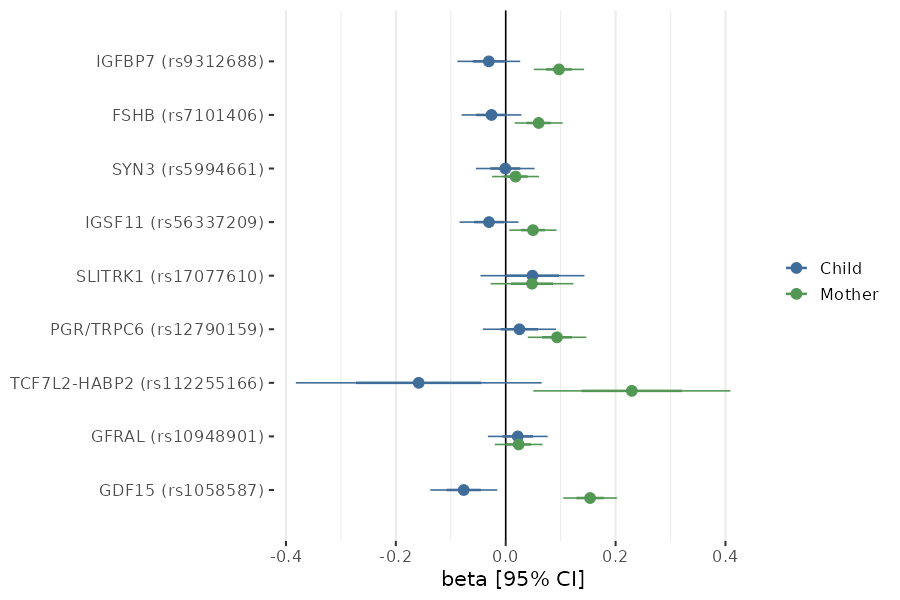 IGFBP7 (rs9312688)
FSHB (rs7101406)
SYN3 (rs5994661)
IGSF11 (rs56337209)
SLITRK1 (rs17077610)
PGR/TRPC6 (rs12790159)
TCF7L2-HABP2 (rs112255166)
GFRAL (rs10948901)
GDF15 (rs1058587)
-0.4 -0.2 0.0 0.2 0.4
beta [95% CI]
Child
Mother